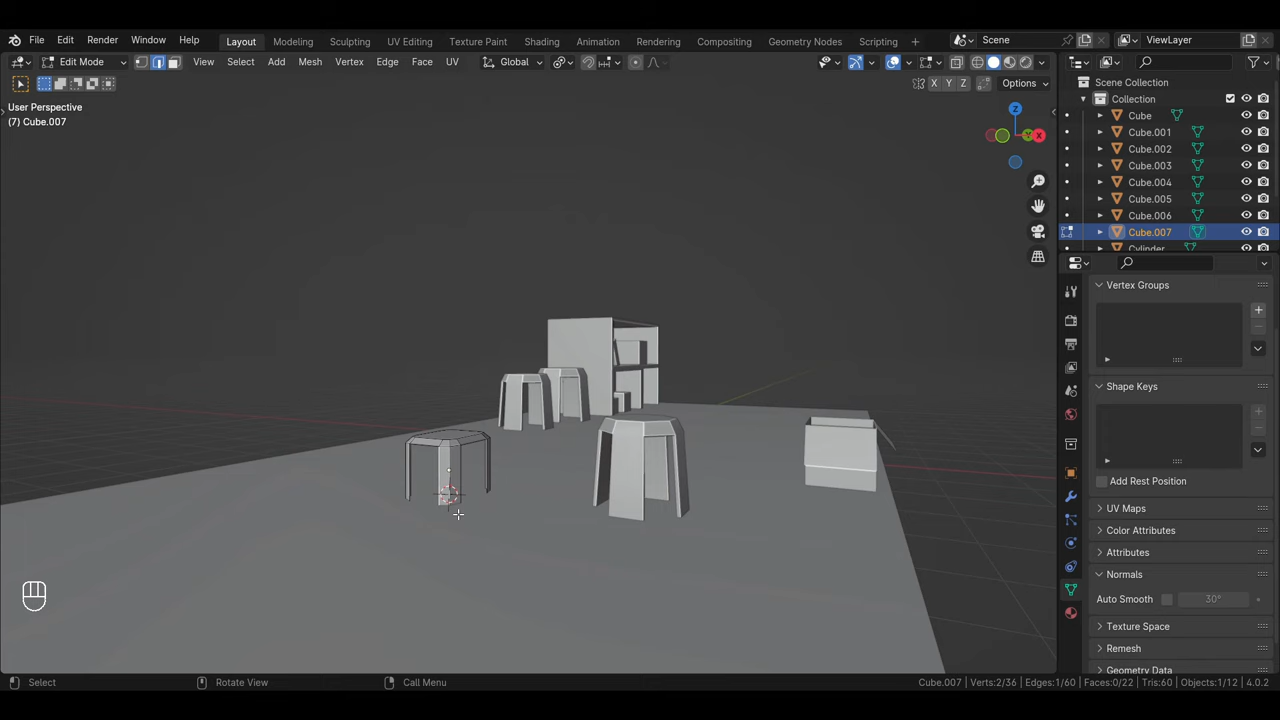 File Edit Render Window Help Layout Modeling Sculpting UV Editing Texture Paint Shading Animation Rendering Compositing Geometry Nodes Scripting + Scene ViewLayer
Edit Mode View Select Add Mesh Vertex Edge Face UV Global
X Y Z Options
User Perspective
(7) Cube.007
Z
Y X
Scene Collection
Collection
Cube
Cube.001
Cube.002
Cube.003
Cube.004
Cube.005
Cube.006
Cube.007
Cylinder
Vertex Groups
Shape Keys
Add Rest Position
UV Maps
Color Attributes
Attributes
Normals
Auto Smooth 30°
Texture Space
Remesh
Geometry Data
Select Rotate View Call Menu Cube.007 | Verts:2/36 | Edges:1/60 | Faces:0/22 | Tris:60 | Objects:1/12 | 4.0.2